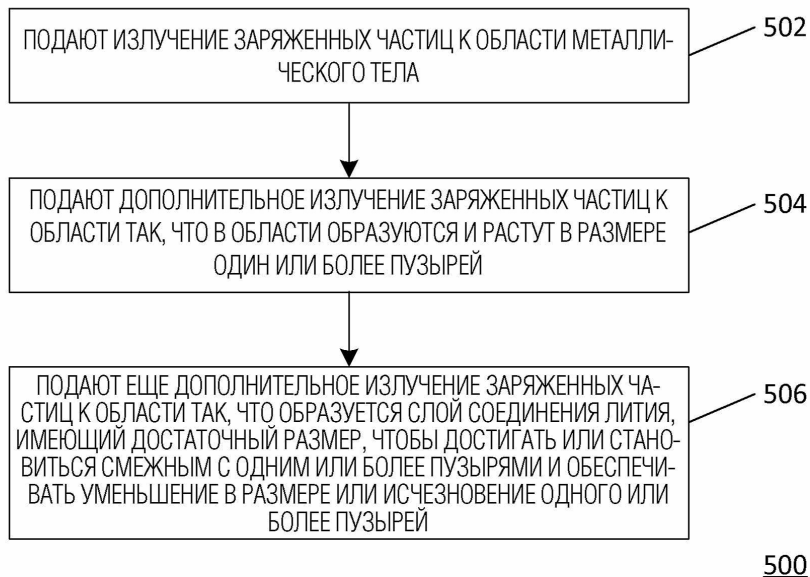 ПОДАЮТ ИЗЛУЧЕНИЕ ЗАРЯЖЕННЫХ ЧАСТИЦ К ОБЛАСТИ МЕТАЛЛИ-
ЧЕСКОГО ТЕЛА
502
ПОДАЮТ ДОПОЛНИТЕЛЬНОЕ ИЗЛУЧЕНИЕ ЗАРЯЖЕННЫХ ЧАСТИЦ К
ОБЛАСТИ ТАК, ЧТО В ОБЛАСТИ ОБРАЗУЮТСЯ И РАСТУТ В РАЗМЕРЕ
ОДИН ИЛИ БОЛЕЕ ПУЗЫРЕЙ
504
ПОДАЮТ ЕЩЕ ДОПОЛНИТЕЛЬНОЕ ИЗЛУЧЕНИЕ ЗАРЯЖЕННЫХ ЧА-
СТИЦ К ОБЛАСТИ ТАК, ЧТО ОБРАЗУЕТСЯ СЛОЙ СОЕДИНЕНИЯ ЛИТИЯ,
ИМЕЮЩИЙ ДОСТАТОЧНЫЙ РАЗМЕР, ЧТОБЫ ДОСТИГАТЬ ИЛИ СТАНО-
ВИТЬСЯ СМЕЖНЫМ С ОДНИМ ИЛИ БОЛЕЕ ПУЗЫРЯМИ И ОБЕСПЕЧИ-
ВАТЬ УМЕНЬШЕНИЕ В РАЗМЕРЕ ИЛИ ИСЧЕЗНОВЕНИЕ ОДНОГО ИЛИ
БОЛЕЕ ПУЗЫРЕЙ
506
500